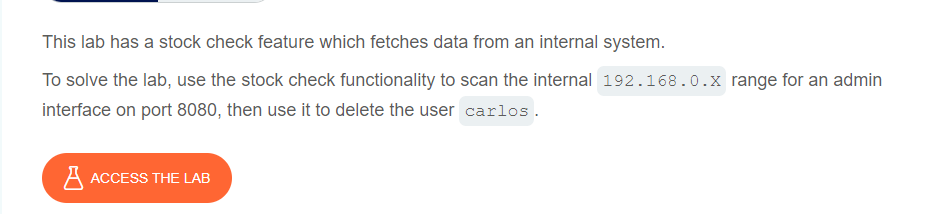 This lab has a stock check feature which fetches data from an internal system.
To solve the lab, use the stock check functionality to scan the internal 192.168.0.X range for an admin
interface on port 8080, then use it to delete the user carlos.
ACCESS THE LAB